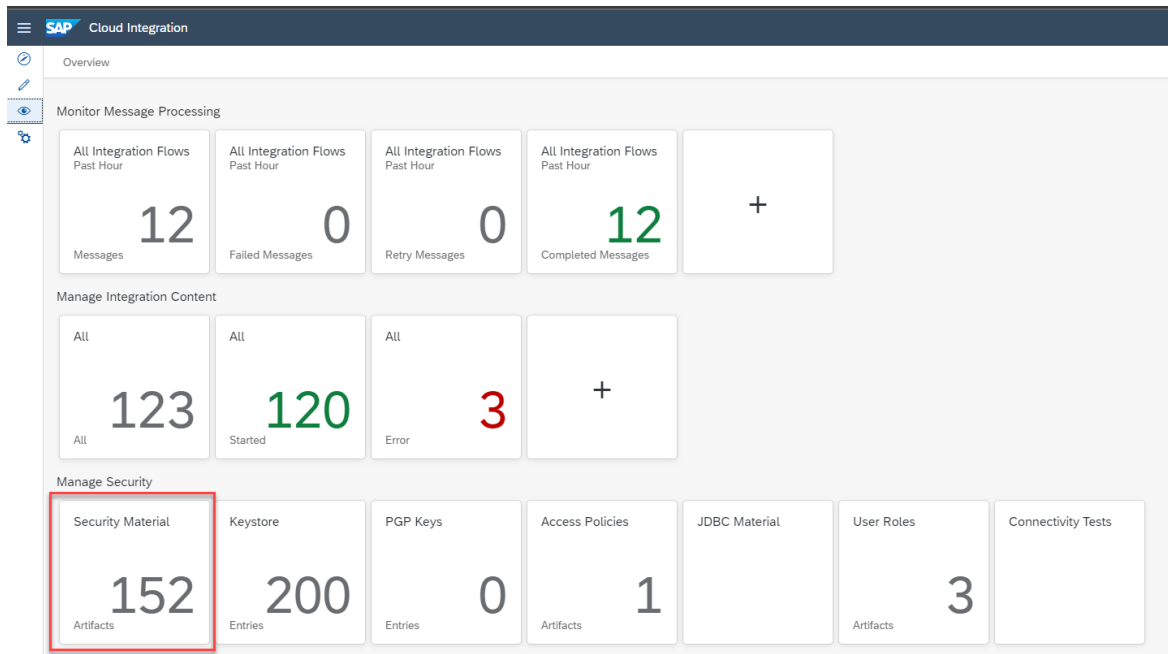 SAP Cloud Integration
Overview
Monitor Message Processing
All Integration Flows
Past Hour
12
Messages
All Integration Flows
Past Hour
0
Failed Messages
All Integration Flows
Past Hour
0
Retry Messages
All Integration Flows
Past Hour
12
Completed Messages
+
Manage Integration Content
All
123
All
All
120
Started
All
3
Error
+
Manage Security
Security Material
152
Artifacts
Keystore
200
Entries
PGP Keys
0
Entries
Access Policies
1
Artifacts
JDBC Material
User Roles
3
Artifacts
Connectivity Tests